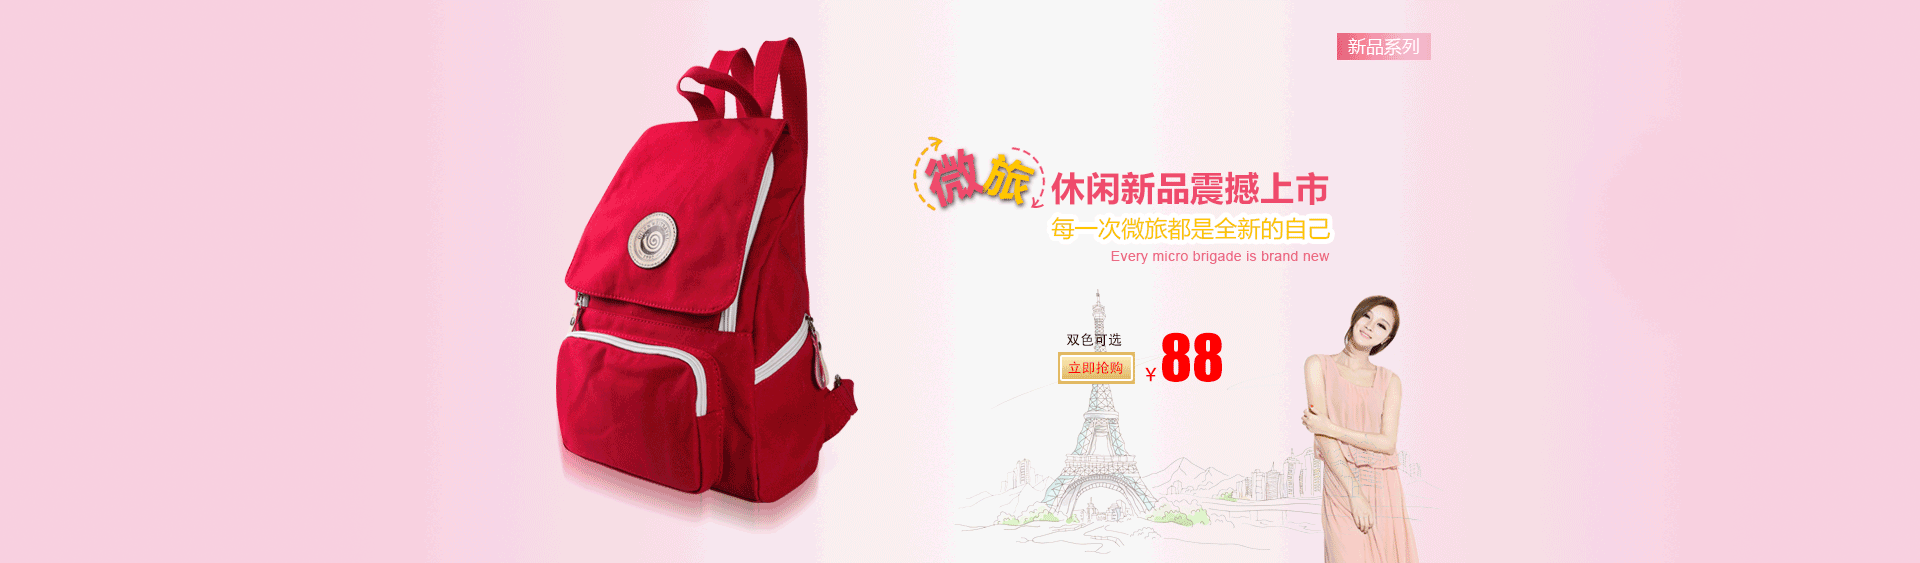 新品系列
微旅 休闲新品震撼上市
每一次微旅都是全新的自己
Every micro brigade is brand new
双色可选
立即抢购
¥88